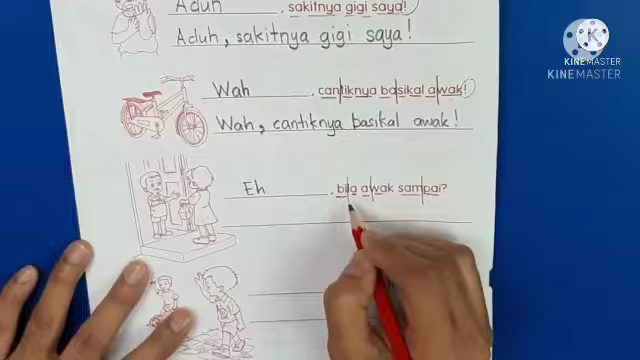 Aduh , sakitnya gigi saya!
Aduh, sakitnya gigi saya!
Wah , cantiknya basikal awak!
Wah, cantiknya basikal awak!
Eh , bila awak sampai?
KINEMASTER
KINEMASTER